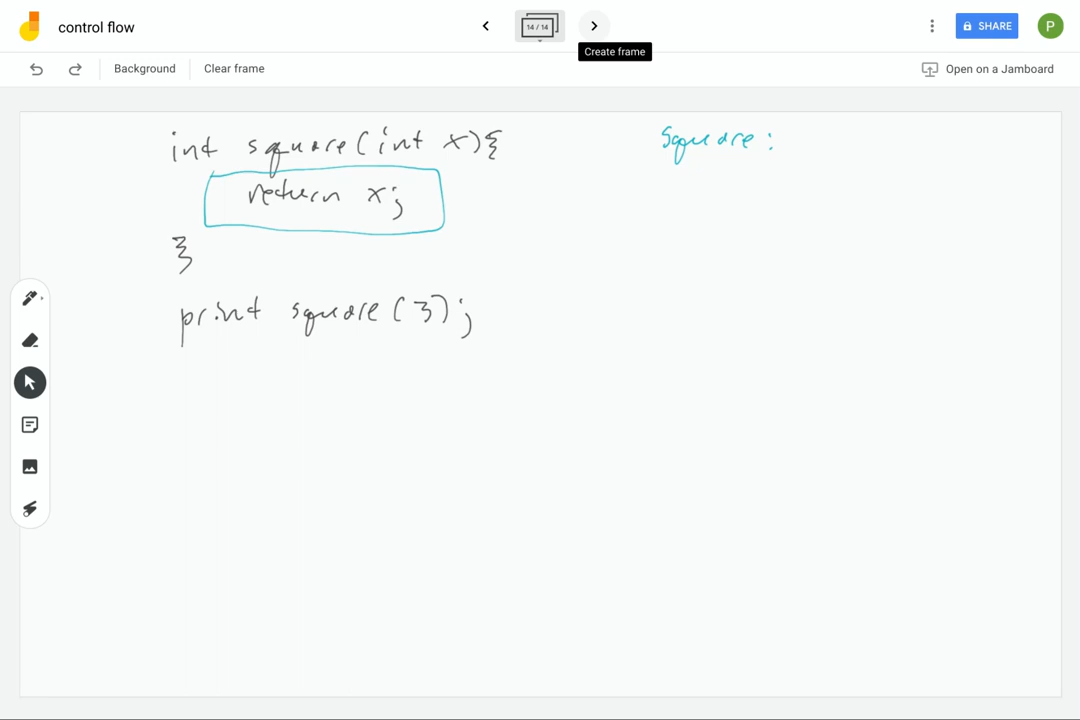 control flow
14 / 14
SHARE
P
Create frame
Background
Clear frame
Open on a Jamboard
int square(int x){
return x;
}
print square(3);
Square: